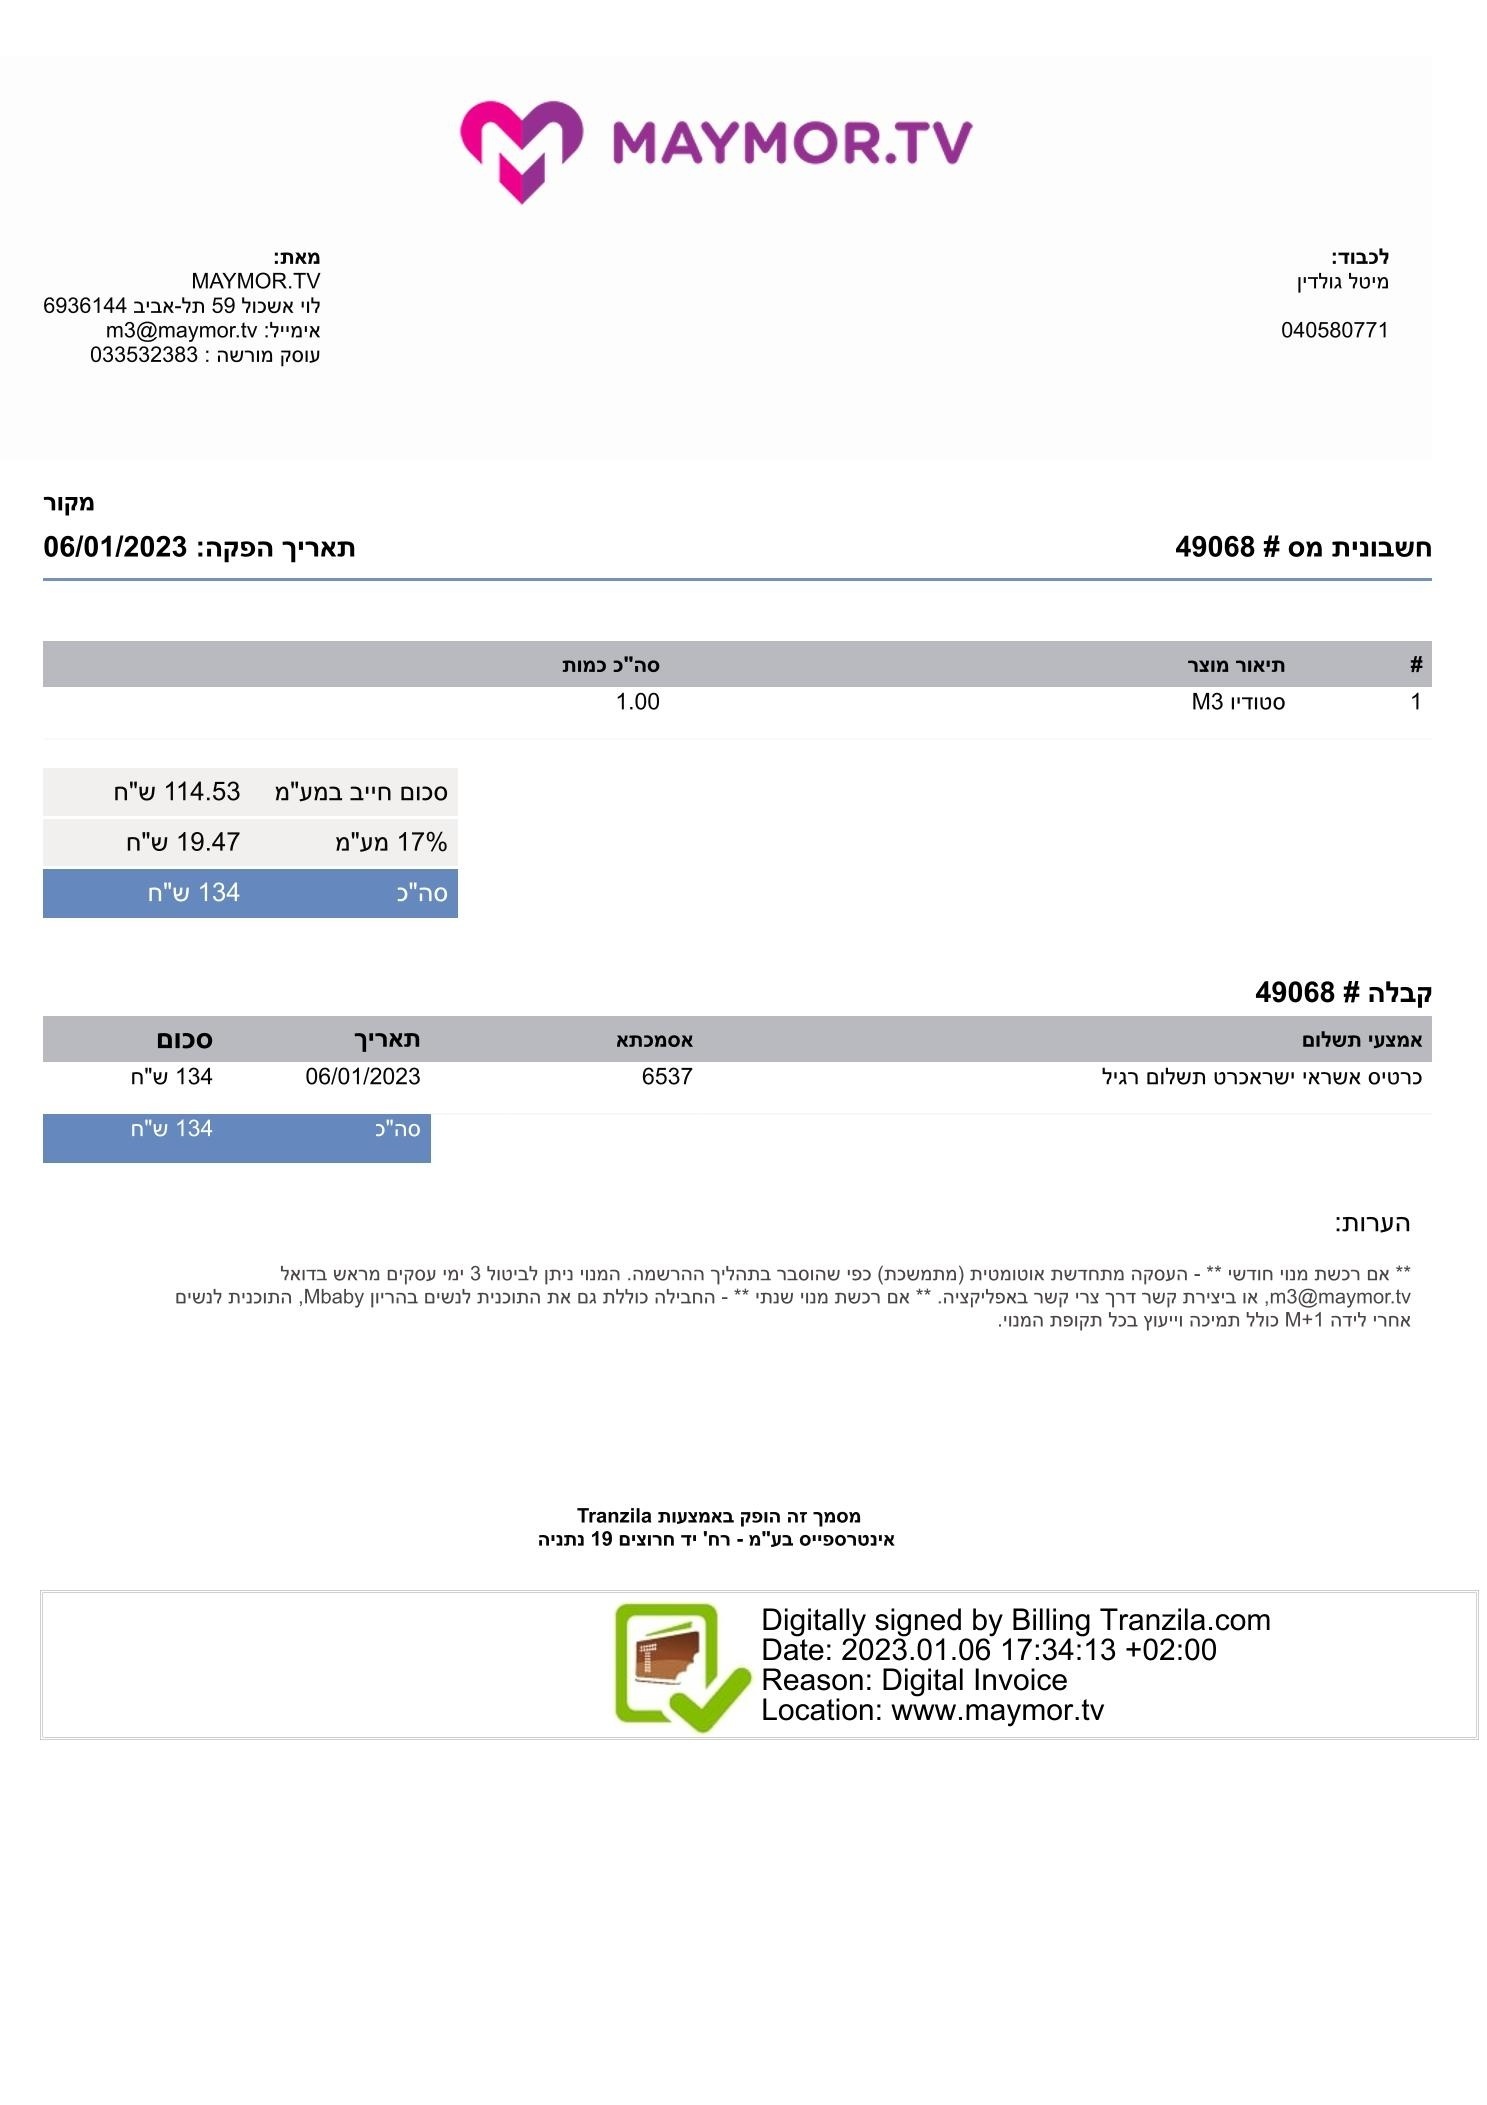 MAYMOR.TV
לכבוד:
מיטל גולדין
040580771
מאת:
MAYMOR.TV
לוי אשכול 59 תל-אביב 6936144
אימייל: m3@maymor.tv
עוסק מורשה : 033532383
מקור
חשבונית מס # 49068 תאריך הפקה: 06/01/2023
# תיאור מוצר סה"כ כמות
1 סטודיו M3 1.00
סכום חייב במע"מ 114.53 ש"ח
17% מע"מ 19.47 ש"ח
סה"כ 134 ש"ח
קבלה # 49068
אמצעי תשלום אסמכתא תאריך סכום
כרטיס אשראי ישראכרט תשלום רגיל 6537 06/01/2023 134 ש"ח
סה"כ 134 ש"ח
הערות:
** אם רכשת מנוי חודשי ** - העסקה מתחדשת אוטומטית (מתמשכת) כפי שהוסבר בתהליך ההרשמה. המנוי ניתן לביטול 3 ימי עסקים מראש בדואל
m3@maymor.tv, או ביצירת קשר דרך צרי קשר באפליקציה. ** אם רכשת מנוי שנתי ** - החבילה כוללת גם את התוכנית לנשים בהריון Mbaby, התוכנית לנשים
אחרי לידה M+1 כולל תמיכה וייעוץ בכל תקופת המנוי.
מסמך זה הופק באמצעות Tranzila
אינטרספייס בע"מ - רח' יד חרוצים 19 נתניה
Digitally signed by Billing Tranzila.com
Date: 2023.01.06 17:34:13 +02:00
Reason: Digital Invoice
Location: www.maymor.tv